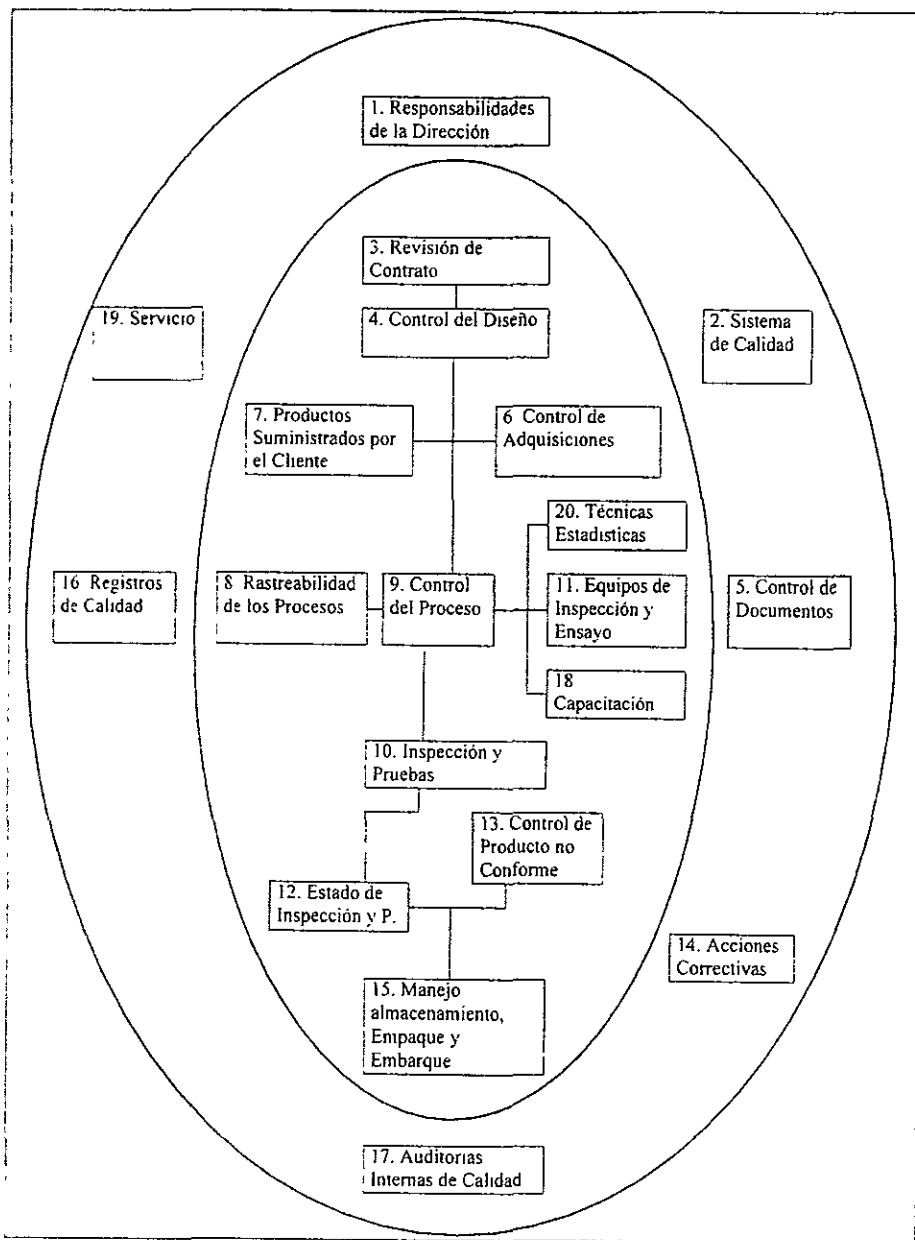 1. Responsabilidades
de la Dirección
3. Revisión de
Contrato
19. Servicio
4. Control del Diseño
2. Sistema
de Calidad
7. Productos
Suministrados por
el Cliente
6 Control de
Adquisiciones
20. Técnicas
Estadísticas
16 Registros
de Calidad
8 Rastreabilidad
de los Procesos
9. Control
del Proceso
11. Equipos de
Inspección y
Ensayo
5. Control de
Documentos
18
Capacitación
10. Inspección y
Pruebas
13. Control de
Producto no
Conforme
12. Estado de
Inspección y P.
14. Acciones
Correctivas
15. Manejo
almacenamiento,
Empaque y
Embarque
17. Auditorias
Internas de Calidad